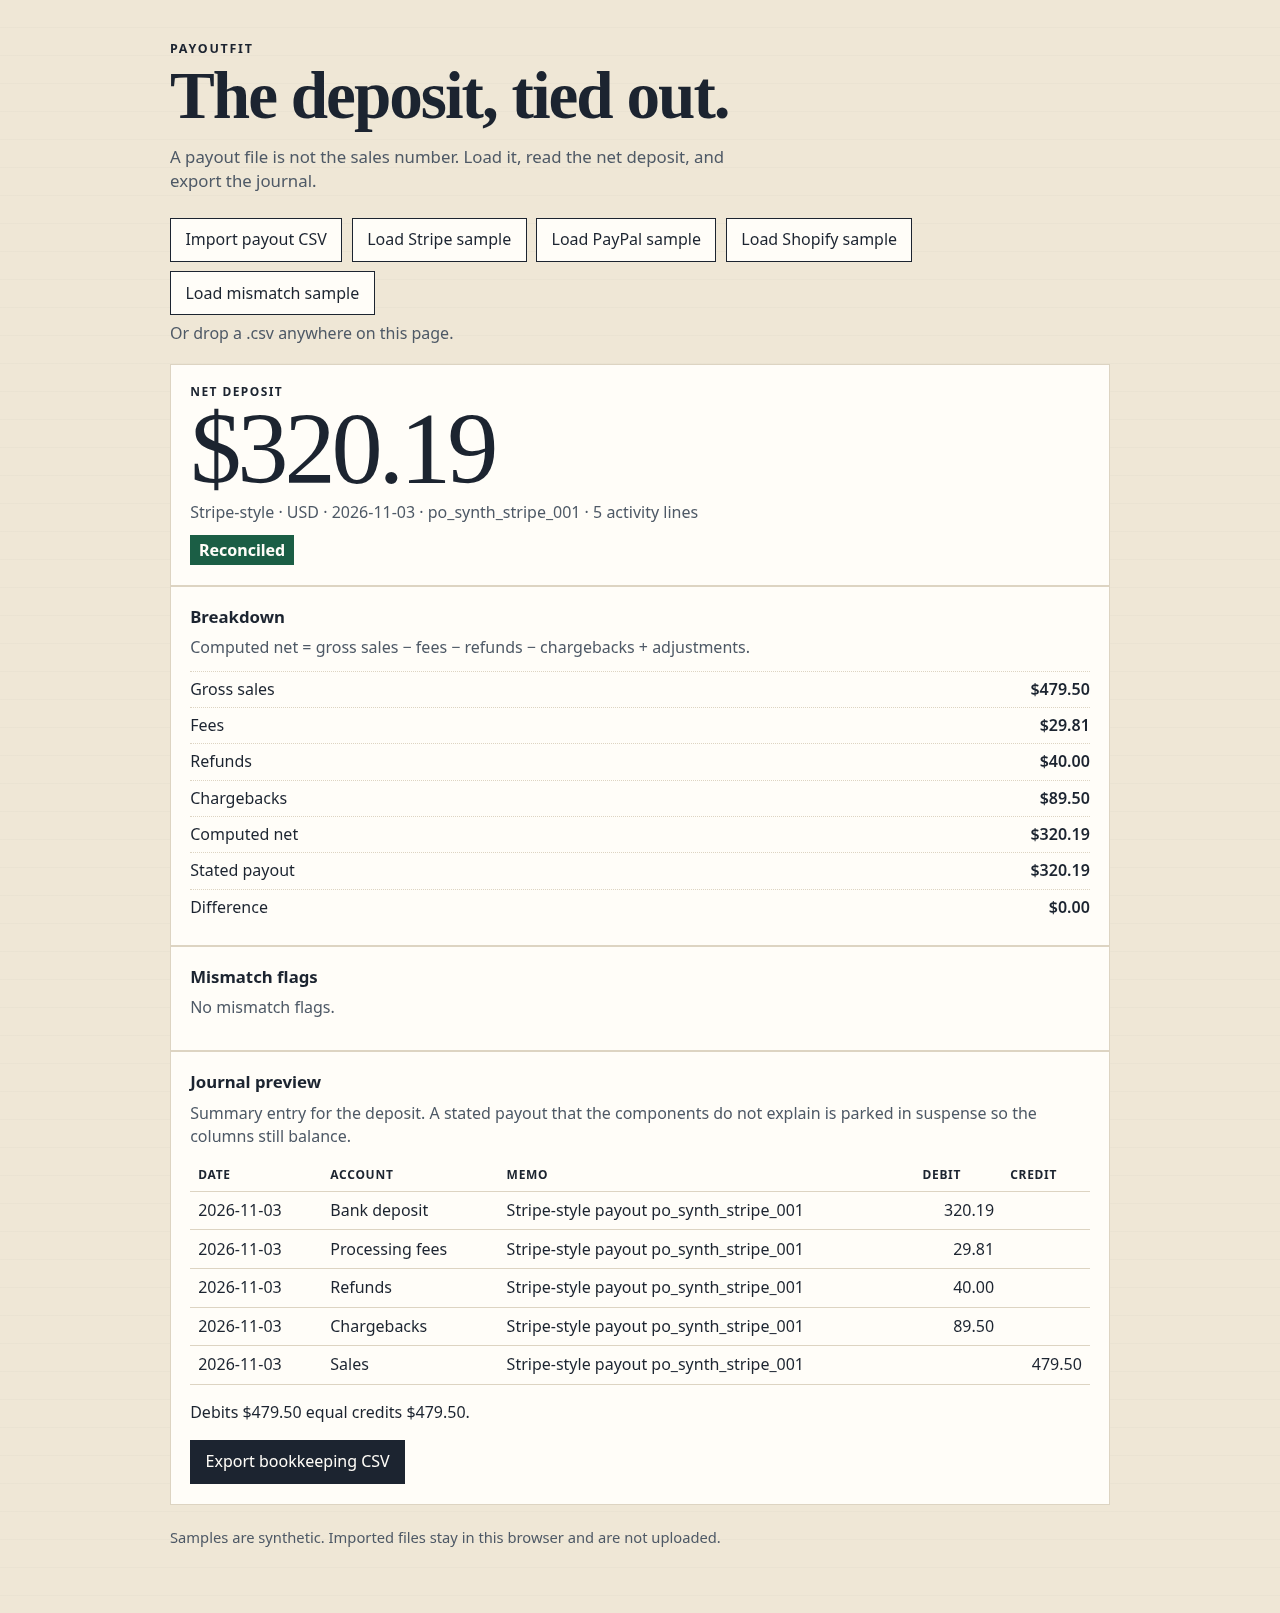 PAYOUTFIT
The deposit, tied out.
A payout file is not the sales number. Load it, read the net deposit, and
export the journal.
Import payout CSV Load Stripe sample Load PayPal sample Load Shopify sample
Load mismatch sample
Or drop a .csv anywhere on this page.
NET DEPOSIT
$320.19
Stripe-style · USD · 2026-11-03 · po_synth_stripe_001 · 5 activity lines
Reconciled
Breakdown
Computed net = gross sales − fees − refunds − chargebacks + adjustments.
Gross sales $479.50
Fees $29.81
Refunds $40.00
Chargebacks $89.50
Computed net $320.19
Stated payout $320.19
Difference $0.00
Mismatch flags
No mismatch flags.
Journal preview
Summary entry for the deposit. A stated payout that the components do not explain is parked in suspense so the
columns still balance.
DATE ACCOUNT MEMO DEBIT CREDIT
2026-11-03 Bank deposit Stripe-style payout po_synth_stripe_001 320.19
2026-11-03 Processing fees Stripe-style payout po_synth_stripe_001 29.81
2026-11-03 Refunds Stripe-style payout po_synth_stripe_001 40.00
2026-11-03 Chargebacks Stripe-style payout po_synth_stripe_001 89.50
2026-11-03 Sales Stripe-style payout po_synth_stripe_001 479.50
Debits $479.50 equal credits $479.50.
Export bookkeeping CSV
Samples are synthetic. Imported files stay in this browser and are not uploaded.